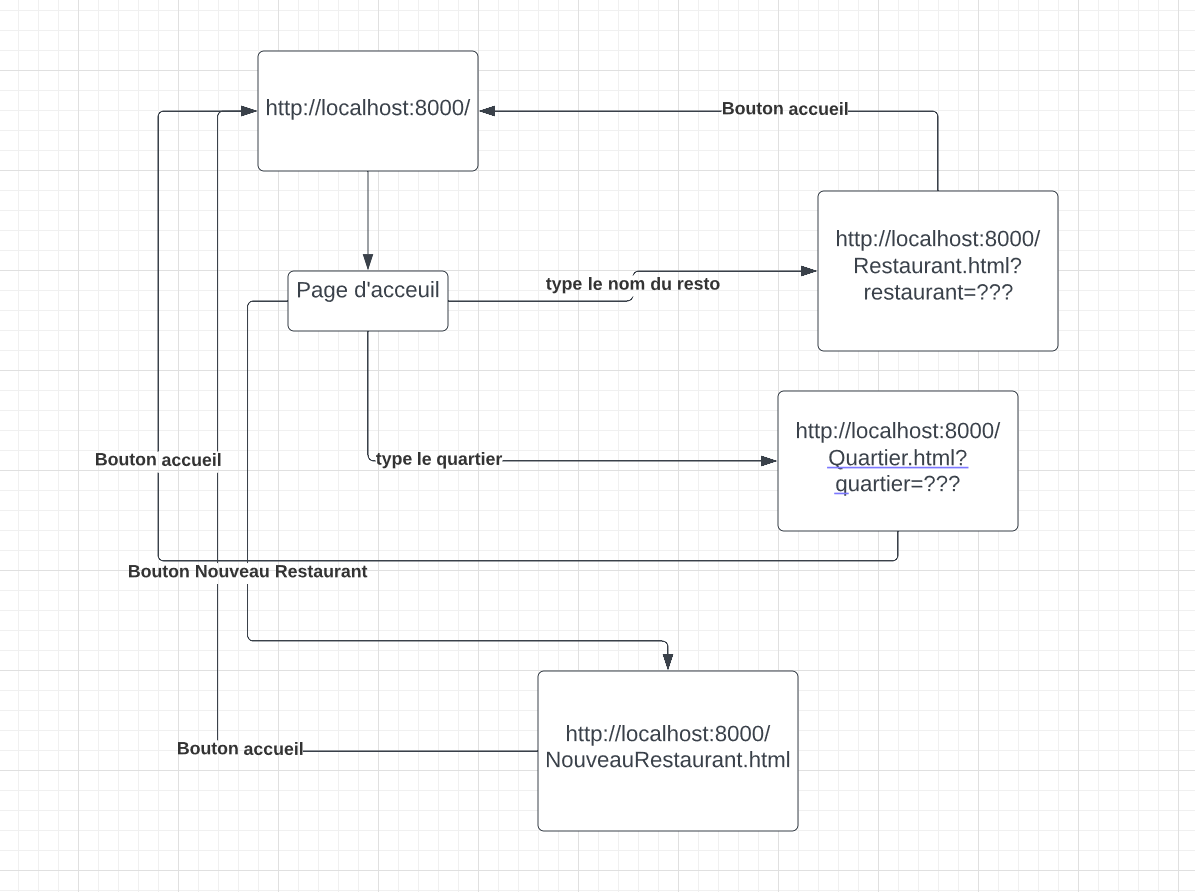 http://localhost:8000/
Bouton accueil
http://localhost:8000/
Restaurant.html?
restaurant=???
type le nom du resto
Page d'acceuil
http://localhost:8000/
Quartier.html?
quartier=???
type le quartier
Bouton accueil
Bouton Nouveau Restaurant
http://localhost:8000/
NouveauRestaurant.html
Bouton accueil